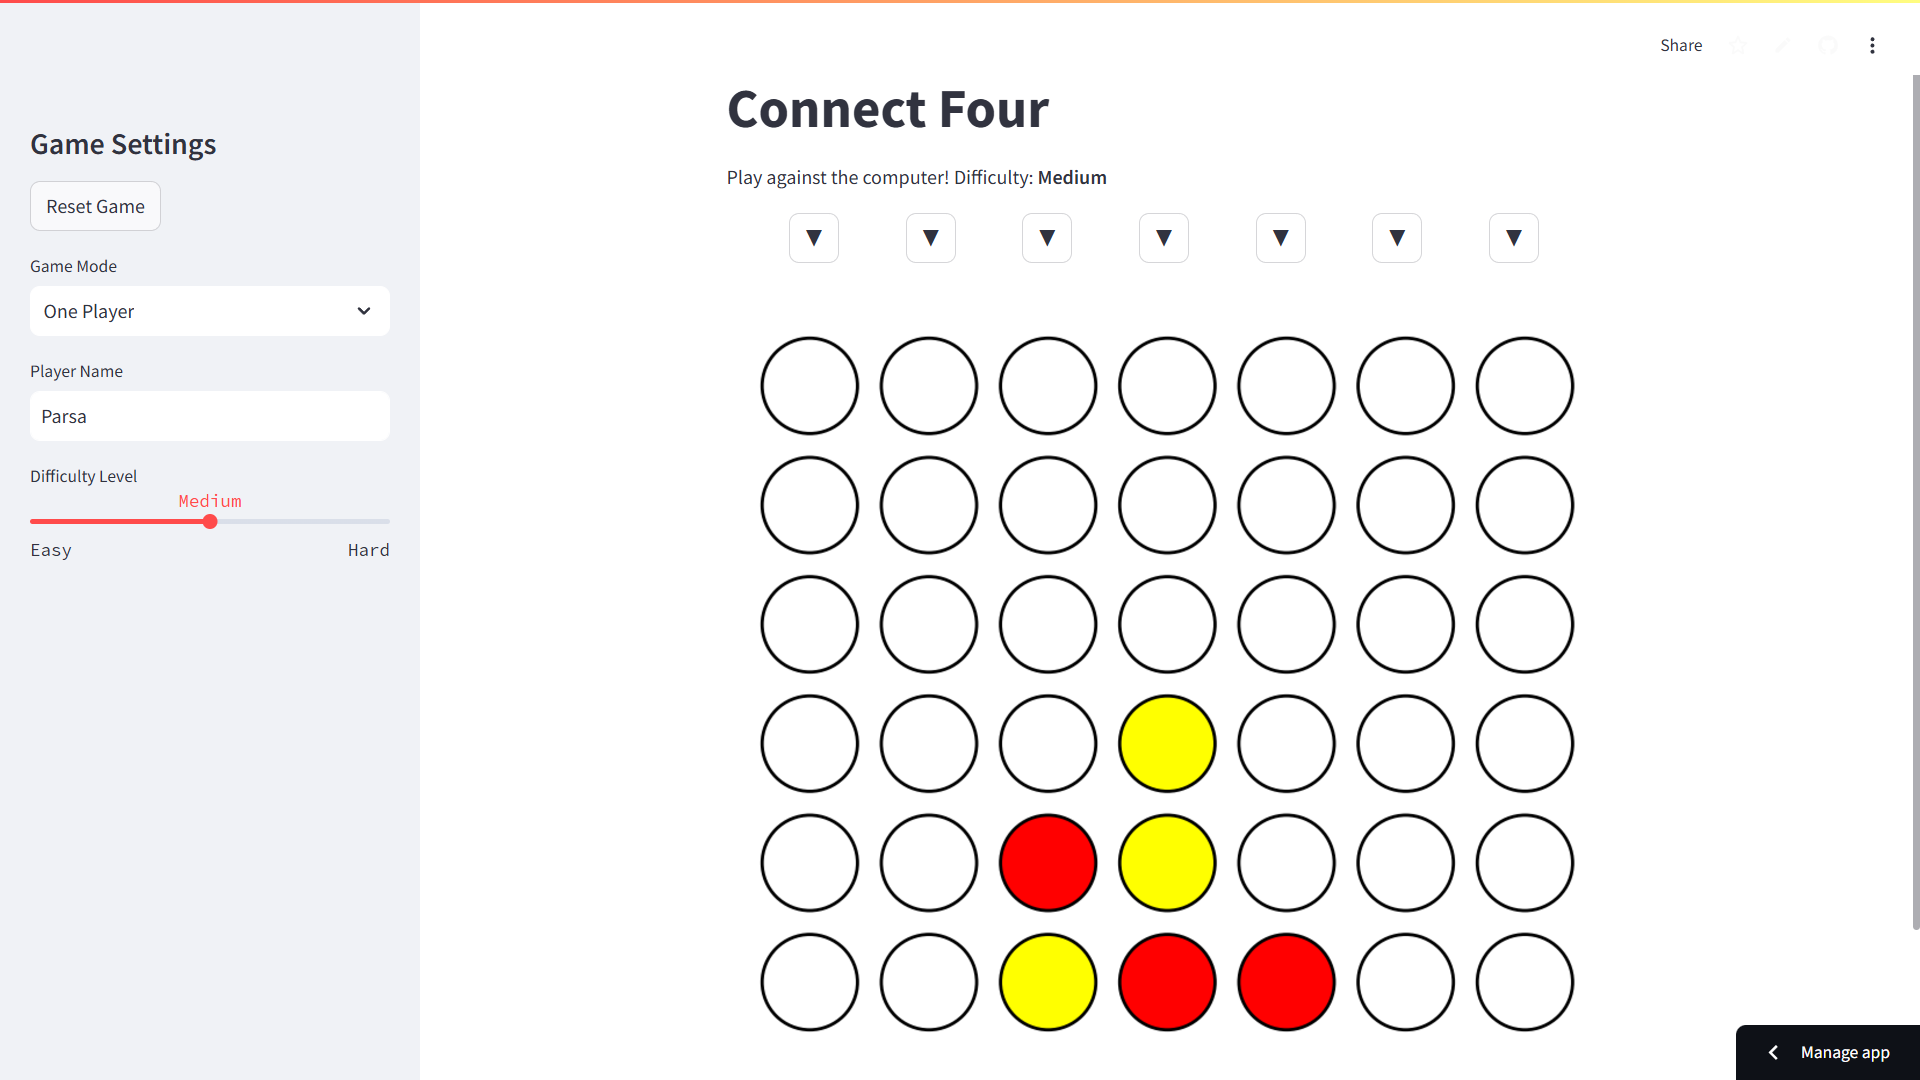 Share
Game Settings
Reset Game
Game Mode
One Player
Player Name
Parsa
Difficulty Level
Medium
Easy Hard
Connect Four
Play against the computer! Difficulty: Medium
Manage app